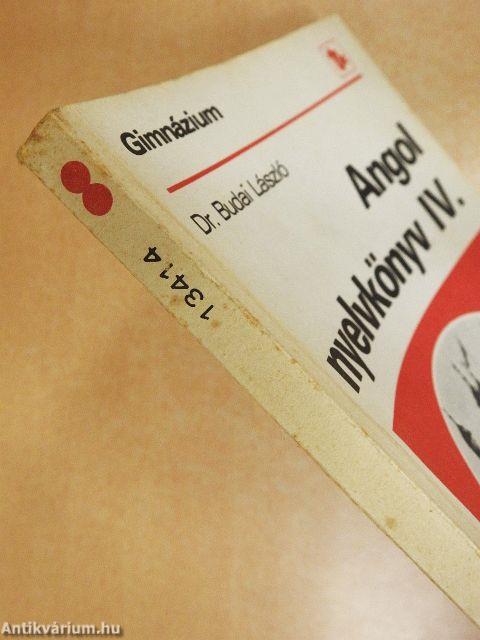 Gimnázium
Dr. Budai László
Angol
nyelvkönyv IV.
13414
Antikvárium.hu